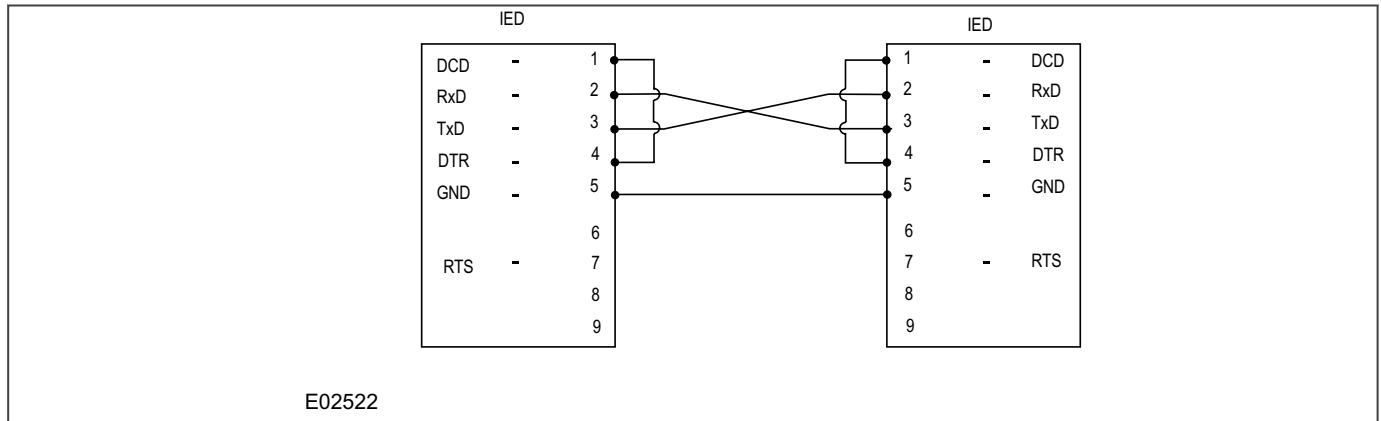 IED IED
DCD - 1 1 - DCD
RxD - 2 2 - RxD
TxD - 3 3 - TxD
DTR - 4 4 - DTR
GND - 5 5 - GND
6 6
RTS - 7 7 - RTS
8 8
9 9
E02522